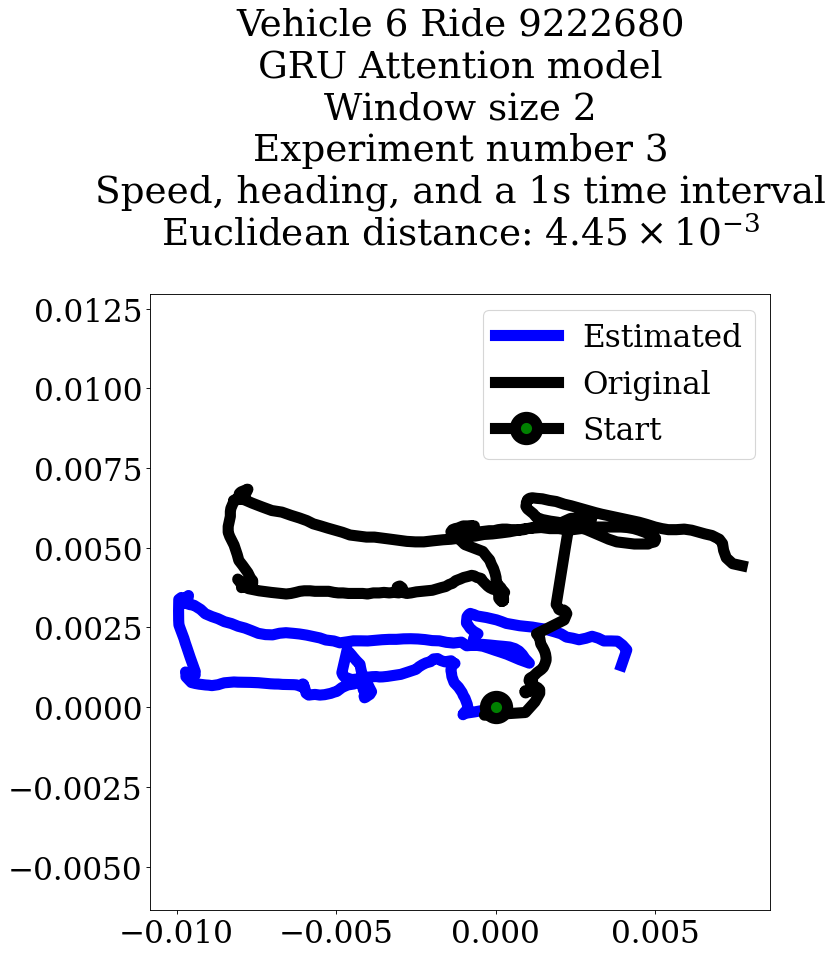 Vehicle 6 Ride 9222680
GRU Attention model
Window size 2
Experiment number 3
Speed, heading, and a 1s time interval
Euclidean distance: 4.45 × 10⁻³
0.0125
0.0100
0.0075
0.0050
0.0025
0.0000
−0.0025
−0.0050
Estimated
Original
Start
−0.010 −0.005 0.000 0.005